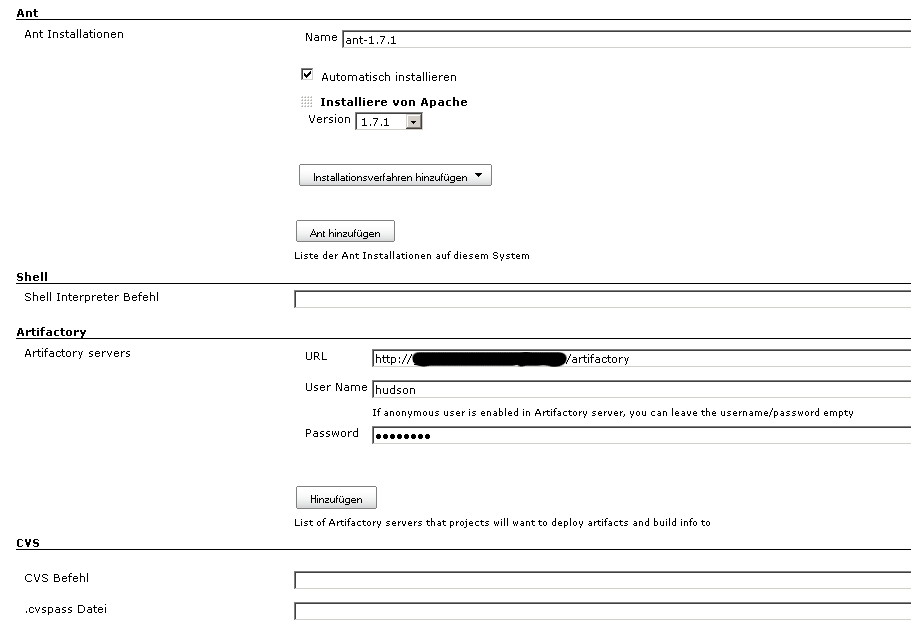 Ant
Ant Installationen
Name ant-1.7.1
Automatisch installieren
Installiere von Apache
Version 1.7.1
Installationsverfahren hinzufügen
Ant hinzufügen
Liste der Ant Installationen auf diesem System
Shell
Shell Interpreter Befehl
Artifactory
Artifactory servers
URL http:// /artifactory
User Name hudson
If anonymous user is enabled in Artifactory server, you can leave the username/password empty
Password ●●●●●●●●
Hinzufügen
List of Artifactory servers that projects will want to deploy artifacts and build info to
CVS
CVS Befehl
.cvspass Datei